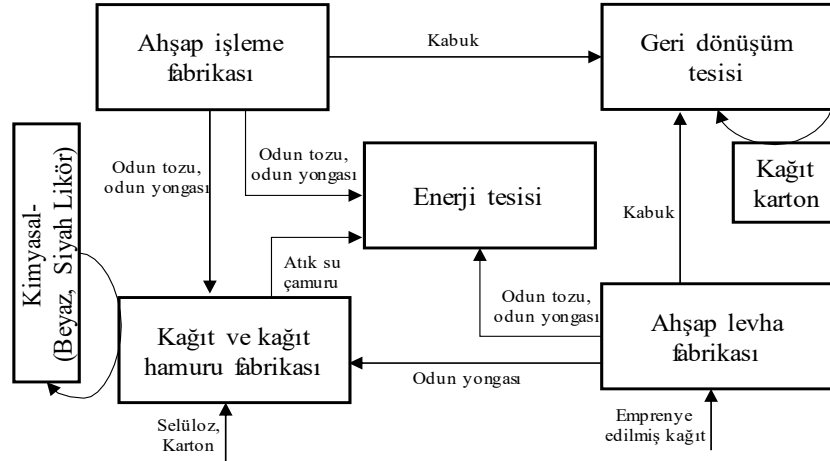 Ahşap işleme
fabrikası
Kabuk
Geri dönüşüm
tesisi
Kimyasal-
(Beyaz, Siyah Likör)
Odun tozu,
odun yongası
Odun tozu,
odun yongası
Enerji tesisi
Kağıt
karton
Kabuk
Atık su
çamuru
Odun tozu,
odun yongası
Kağıt ve kağıt
hamuru fabrikası
Ahşap levha
fabrikası
Odun yongası
Selüloz,
Karton
Emprenye
edilmiş kağıt